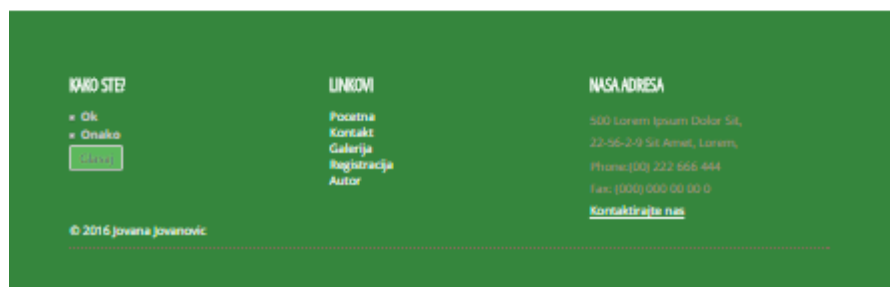 KAKO STE?
Ok
Onako
Glasaj
LINKOVI
Pocetna
Kontakt
Galerija
Registracija
Autor
NASA ADRESA
500 Lorem Ipsum Dolor Sit,
22-56-2-9 Sit Amet, Lorem,
Phone:(00) 222 666 444
Fax: (000) 000 00 00 0
Kontaktirajte nas
© 2016 Jovana Jovanovic